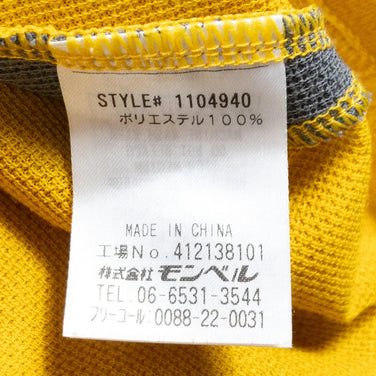 STYLE# 1104940
ポリエステル100%
MADE IN CHINA
工場No.412138101
株式会社モンベル
TEL.06-6531-3544
フリーコール:0088-22-0031